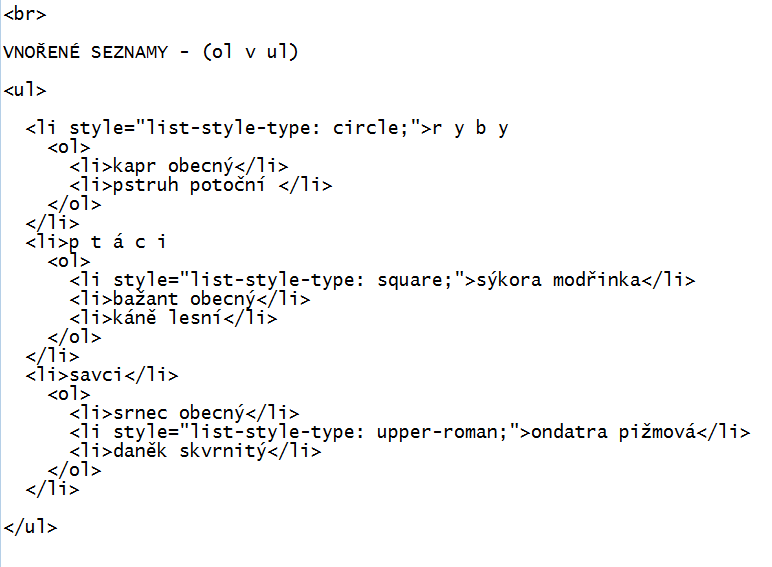 <br>
VNOŘENÉ SEZNAMY - (ol v ul)
<ul>
<li style="list-style-type: circle;">r y b y
<ol>
<li>kapr obecný</li>
<li>pstruh potoční </li>
</ol>
</li>
<li>p t á c i
<ol>
<li style="list-style-type: square;">sýkora modřinka</li>
<li>bažant obecný</li>
<li>káně lesní</li>
</ol>
</li>
<li>savci</li>
<ol>
<li>srnec obecný</li>
<li style="list-style-type: upper-roman;">ondatra pižmová</li>
<li>daněk skvrnitý</li>
</ol>
</li>
</ul>